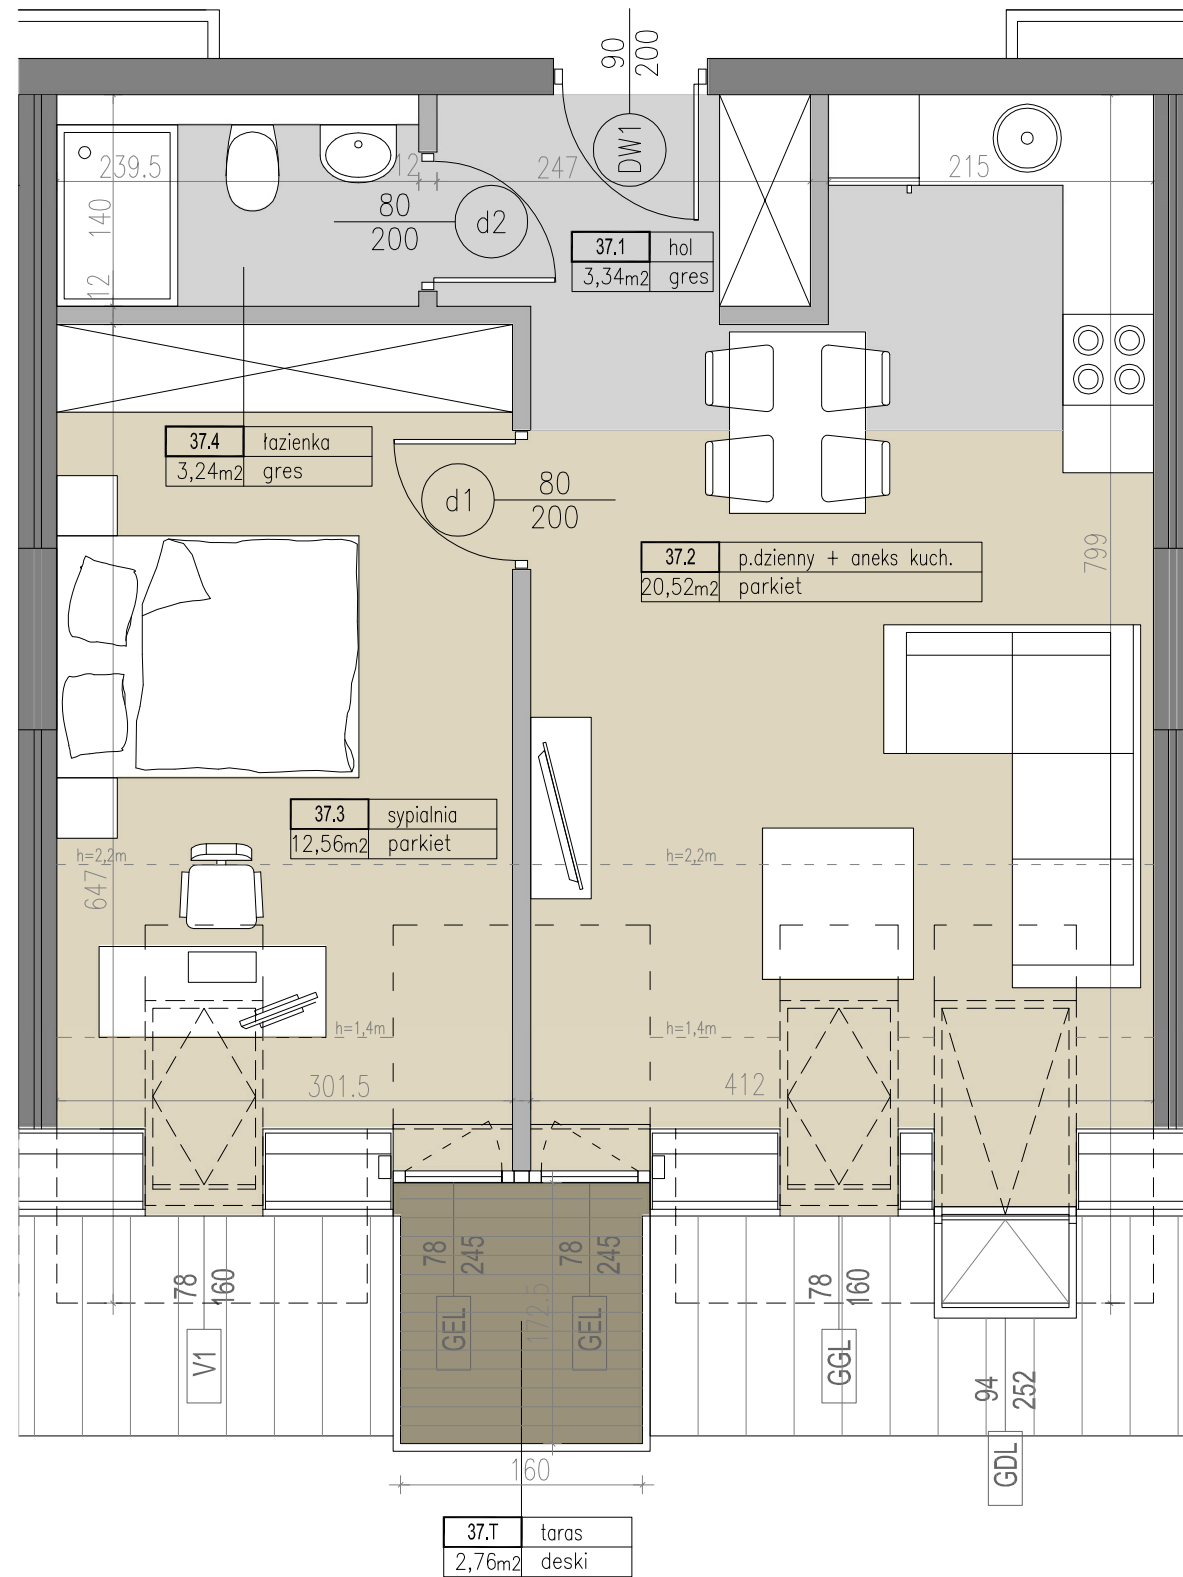 90
200
DW1
239.5
12
247
215
140
12
80
200
d2
37.1 hol
3,34m2 gres
37.4 łazienka
3,24m2 gres
d1
80
200
799
37.2 p.dzienny + aneks kuch.
20,52m2 parkiet
37.3 sypialnia
12,56m2 parkiet
h=2,2m
h=2,2m
647
h=1,4m
h=1,4m
301.5
412
78
160
V1
78
245
GEL
172.5
78
245
GEL
78
160
GGL
94
252
GDL
160
37.T taras
2,76m2 deski